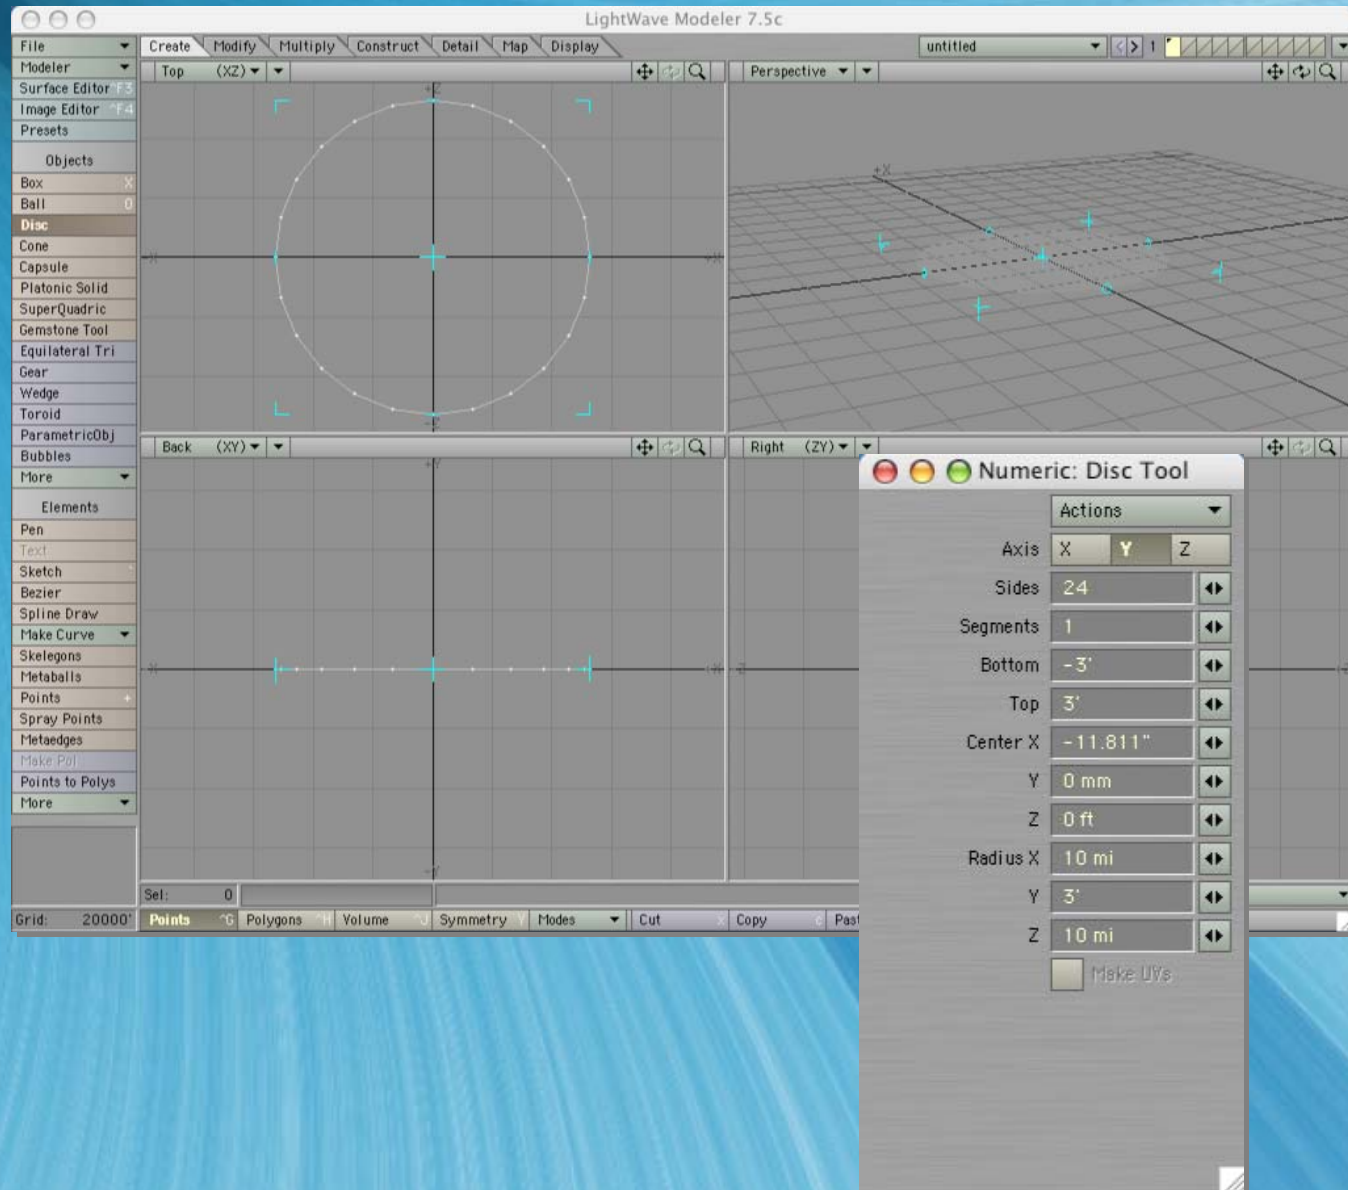 LightWave Modeler 7.5c
File
Modeler
Surface Editor ^F3
Image Editor ^F4
Presets
Objects
Box X
Ball O
Disc
Cone
Capsule
Platonic Solid
SuperQuadric
Gemstone Tool
Equilateral Tri
Gear
Wedge
Toroid
ParametricObj
Bubbles
More
Elements
Pen
Text
Sketch
Bezier
Spline Draw
Make Curve
Skelegons
Metaballs
Points +
Spray Points
Metaedges
Make Pol
Points to Polys
More
Create Modify Multiply Construct Detail Map Display
untitled 1
Top (XZ)
+Z
-X +X
-Z
Perspective
+X
Back (XY)
+Y
-X +X
-Y
Right (ZY)
-Z
Numeric: Disc Tool
Actions
Axis X Y Z
Sides 24
Segments 1
Bottom -3'
Top 3'
Center X -11.811"
Y 0 mm
Z 0 ft
Radius X 10 mi
Y 3'
Z 10 mi
Make UVs
Sel: 0
Grid: 20000' Points ^G Polygons ^H Volume ^J Symmetry Y Modes Cut x Copy c Past